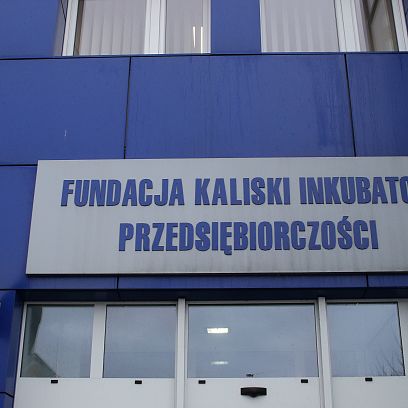 FUNDACJA KALISKI INKUBATO
PRZEDSIĘBIORCZOŚCI